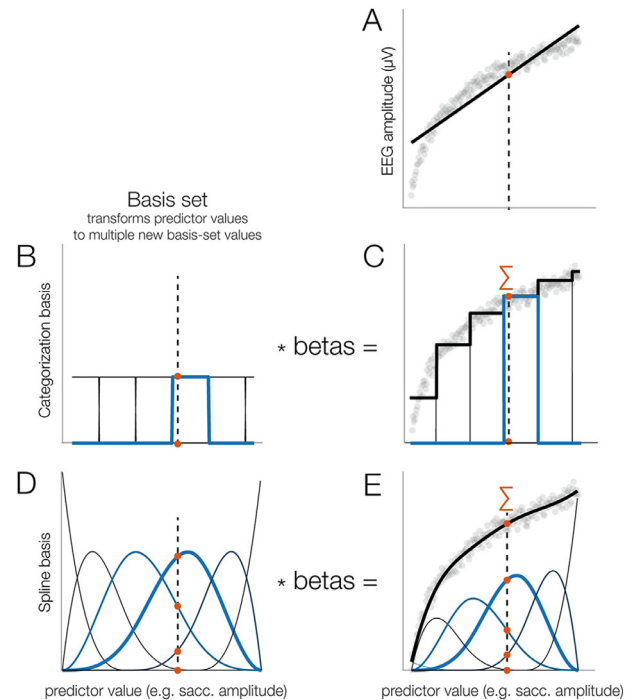 A
EEG amplitude (µV)
Basis set
transforms predictor values
to multiple new basis-set values
B
Categorization basis
* betas =
C
Σ
D
Spline basis
predictor value (e.g. sacc. amplitude)
* betas =
E
Σ
predictor value (e.g. sacc. amplitude)